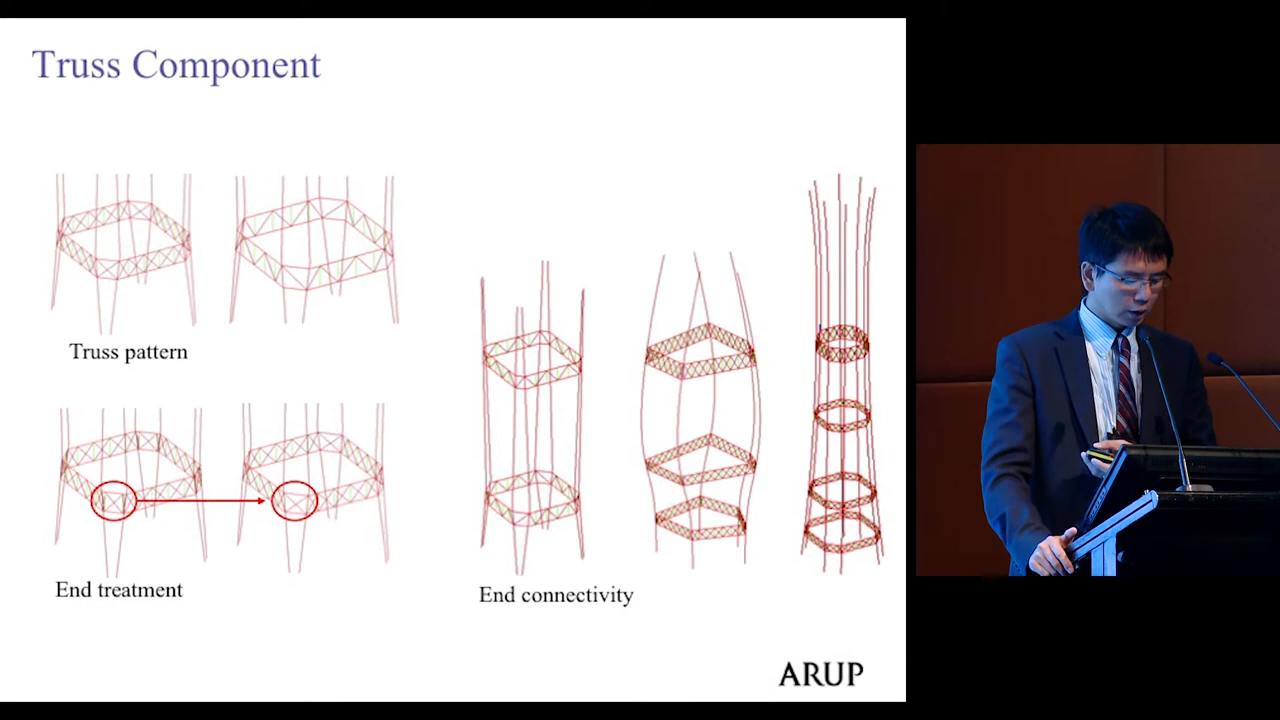 Truss Component
Truss pattern
End treatment
End connectivity
ARUP